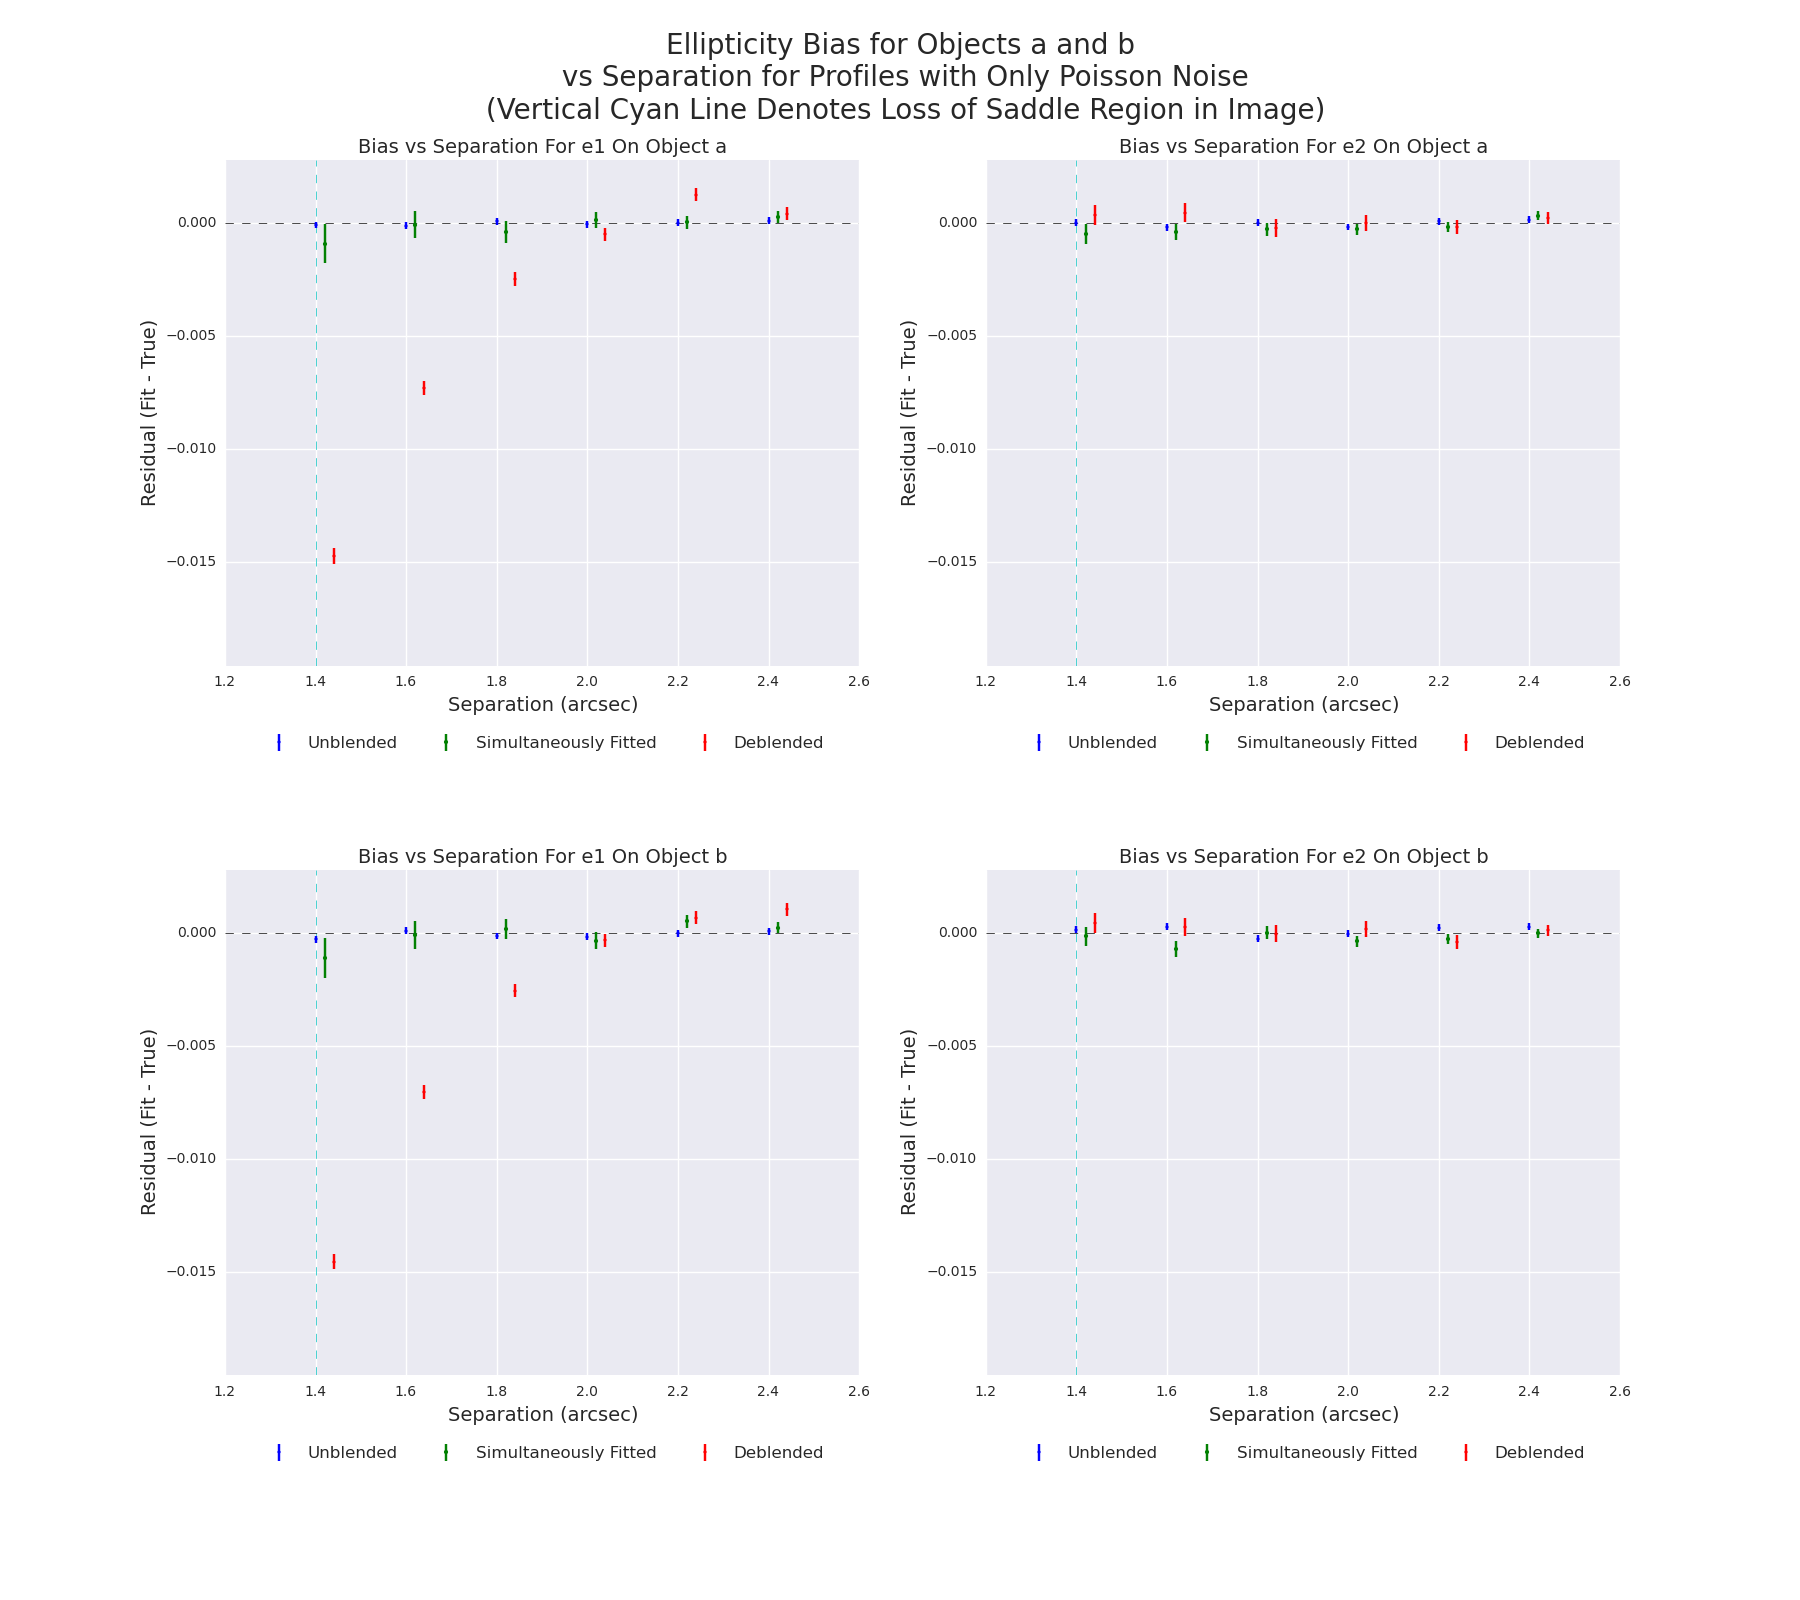 Ellipticity Bias for Objects a and b
vs Separation for Profiles with Only Poisson Noise
(Vertical Cyan Line Denotes Loss of Saddle Region in Image)
Bias vs Separation For e1 On Object a
0.000
−0.005
−0.010
−0.015
Residual (Fit - True)
1.2 1.4 1.6 1.8 2.0 2.2 2.4 2.6
Separation (arcsec)
Unblended Simultaneously Fitted Deblended
Bias vs Separation For e2 On Object a
0.000
−0.005
−0.010
−0.015
Residual (Fit - True)
1.2 1.4 1.6 1.8 2.0 2.2 2.4 2.6
Separation (arcsec)
Unblended Simultaneously Fitted Deblended
Bias vs Separation For e1 On Object b
0.000
−0.005
−0.010
−0.015
Residual (Fit - True)
1.2 1.4 1.6 1.8 2.0 2.2 2.4 2.6
Separation (arcsec)
Unblended Simultaneously Fitted Deblended
Bias vs Separation For e2 On Object b
0.000
−0.005
−0.010
−0.015
Residual (Fit - True)
1.2 1.4 1.6 1.8 2.0 2.2 2.4 2.6
Separation (arcsec)
Unblended Simultaneously Fitted Deblended